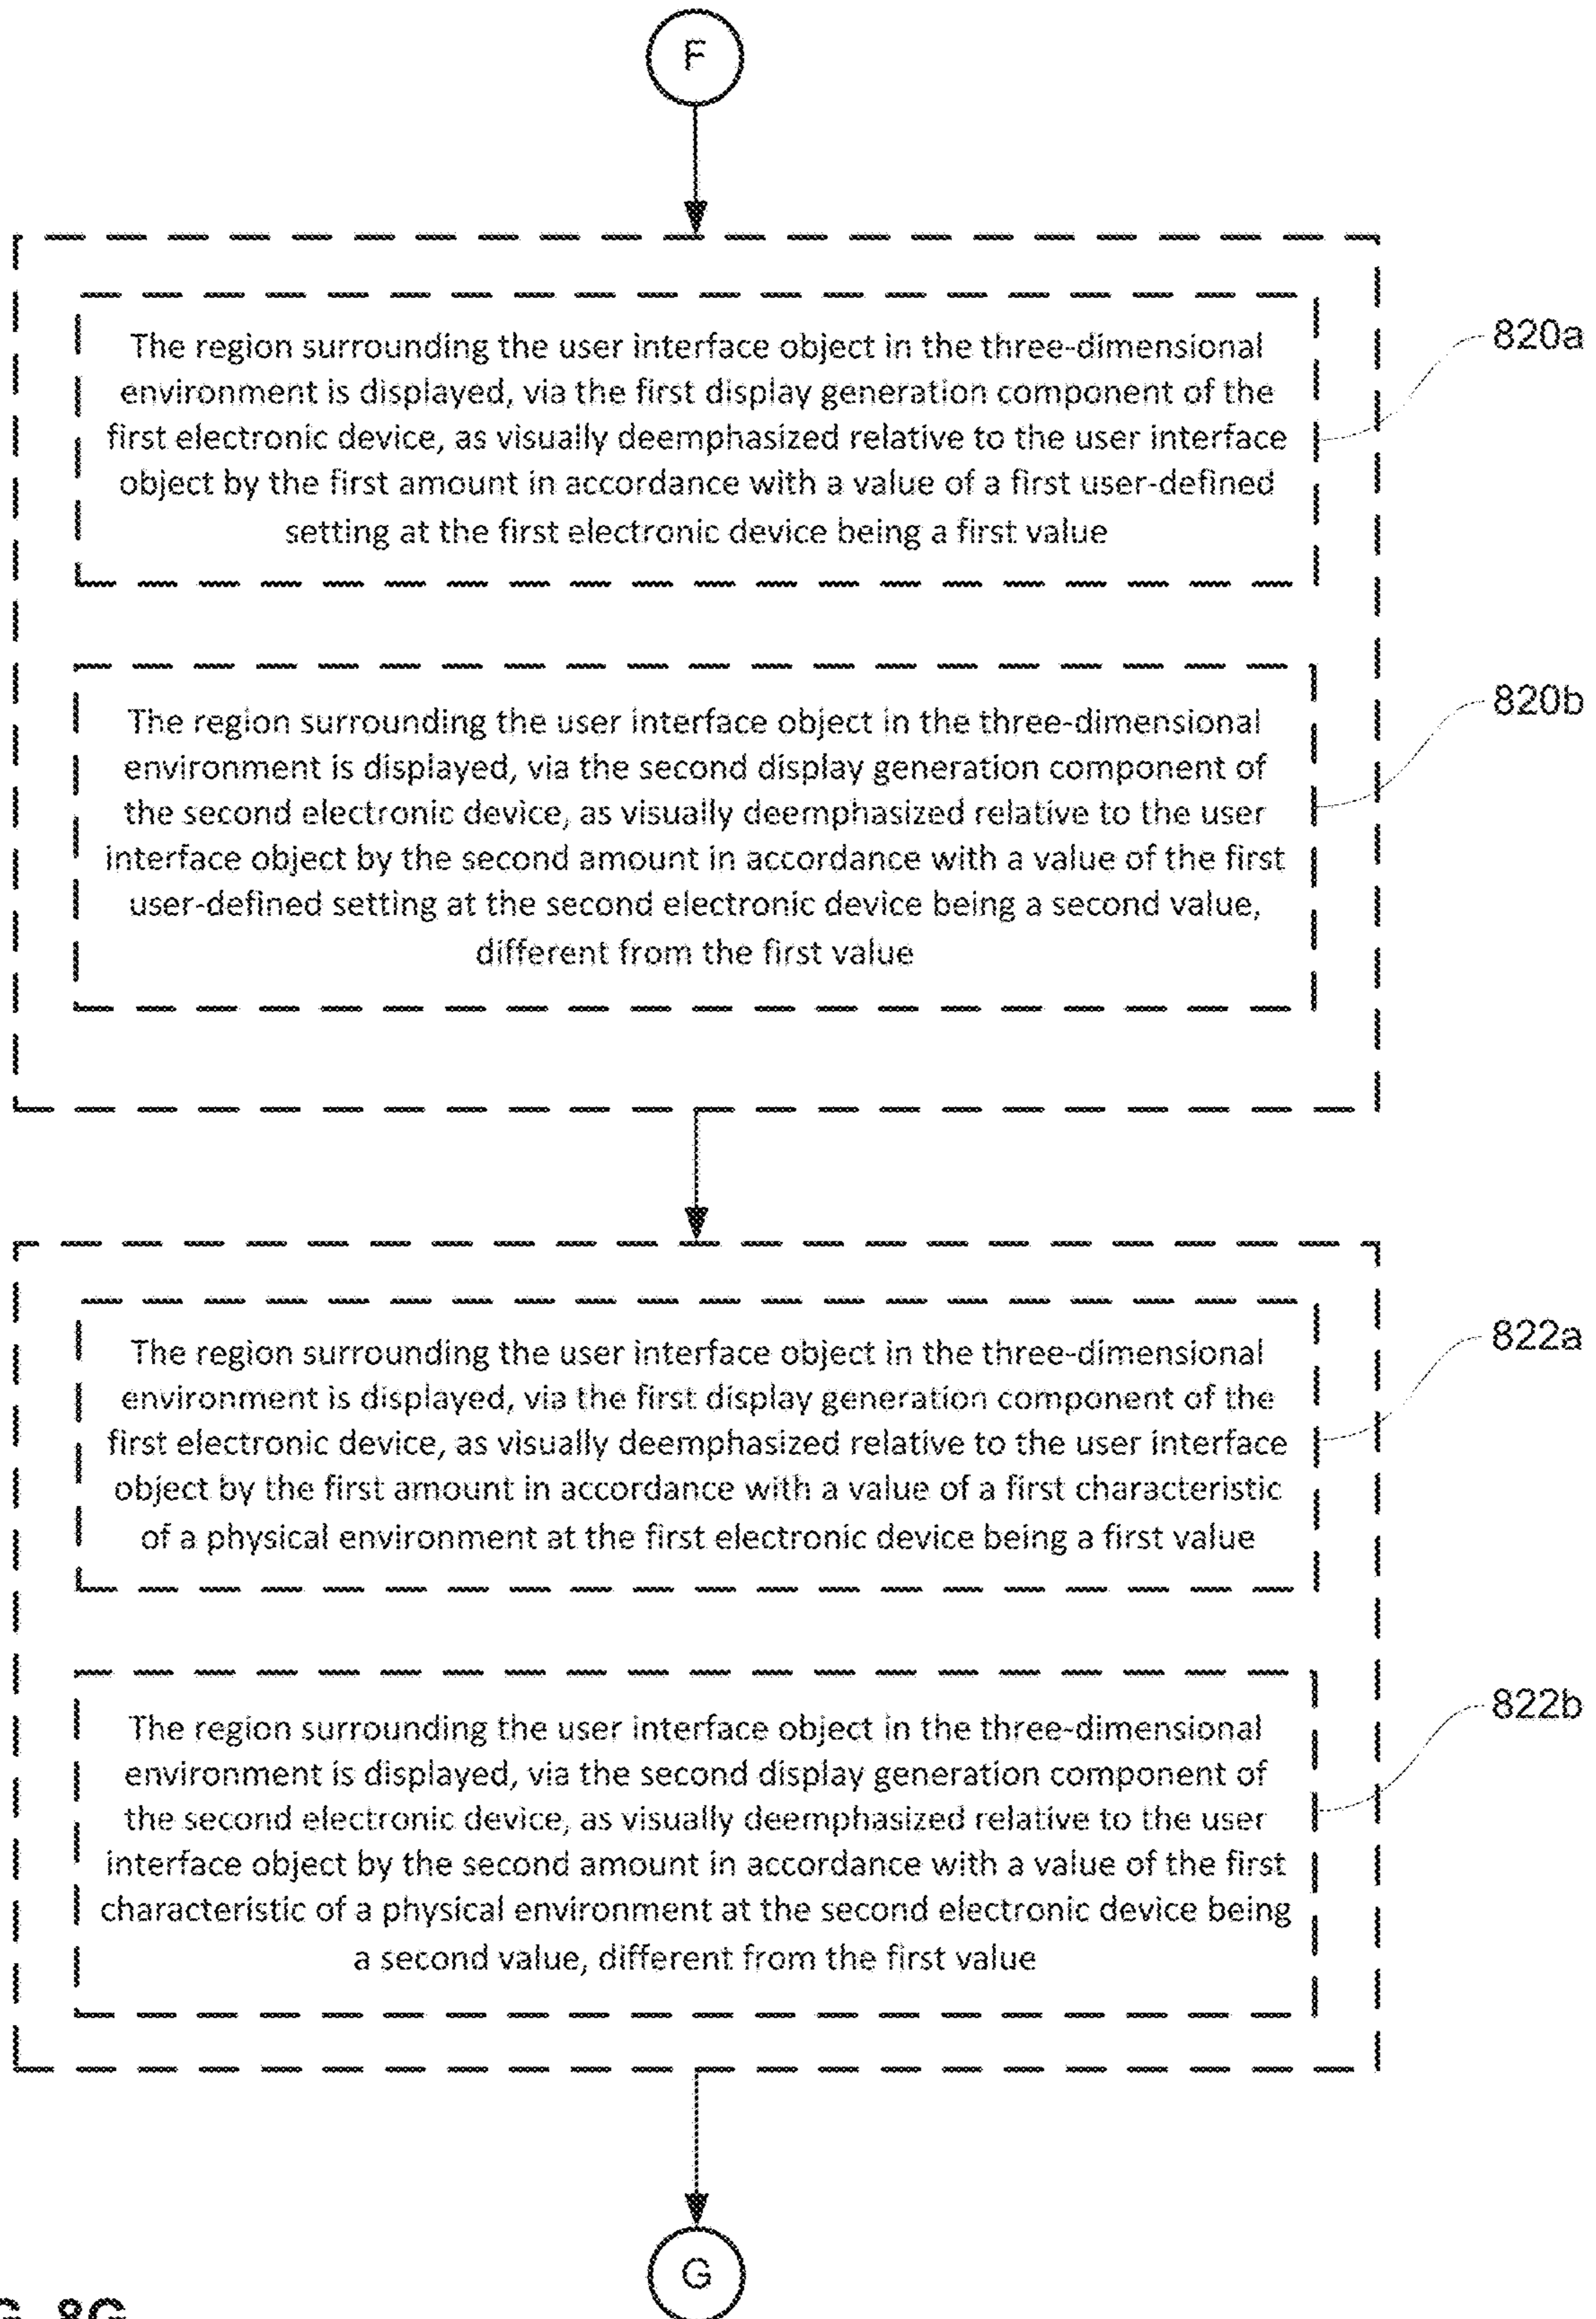 F
The region surrounding the user interface object in the three-dimensional
environment is displayed, via the first display generation component of the
first electronic device, as visually deemphasized relative to the user interface
object by the first amount in accordance with a value of a first user-defined
setting at the first electronic device being a first value
820a
The region surrounding the user interface object in the three-dimensional
environment is displayed, via the second display generation component of
the second electronic device, as visually deemphasized relative to the user
interface object by the second amount in accordance with a value of the first
user-defined setting at the second electronic device being a second value,
different from the first value
820b
The region surrounding the user interface object in the three-dimensional
environment is displayed, via the first display generation component of the
first electronic device, as visually deemphasized relative to the user interface
object by the first amount in accordance with a value of a first characteristic
of a physical environment at the first electronic device being a first value
822a
The region surrounding the user interface object in the three-dimensional
environment is displayed, via the second display generation component of
the second electronic device, as visually deemphasized relative to the user
interface object by the second amount in accordance with a value of the first
characteristic of a physical environment at the second electronic device being
a second value, different from the first value
822b
G
8G